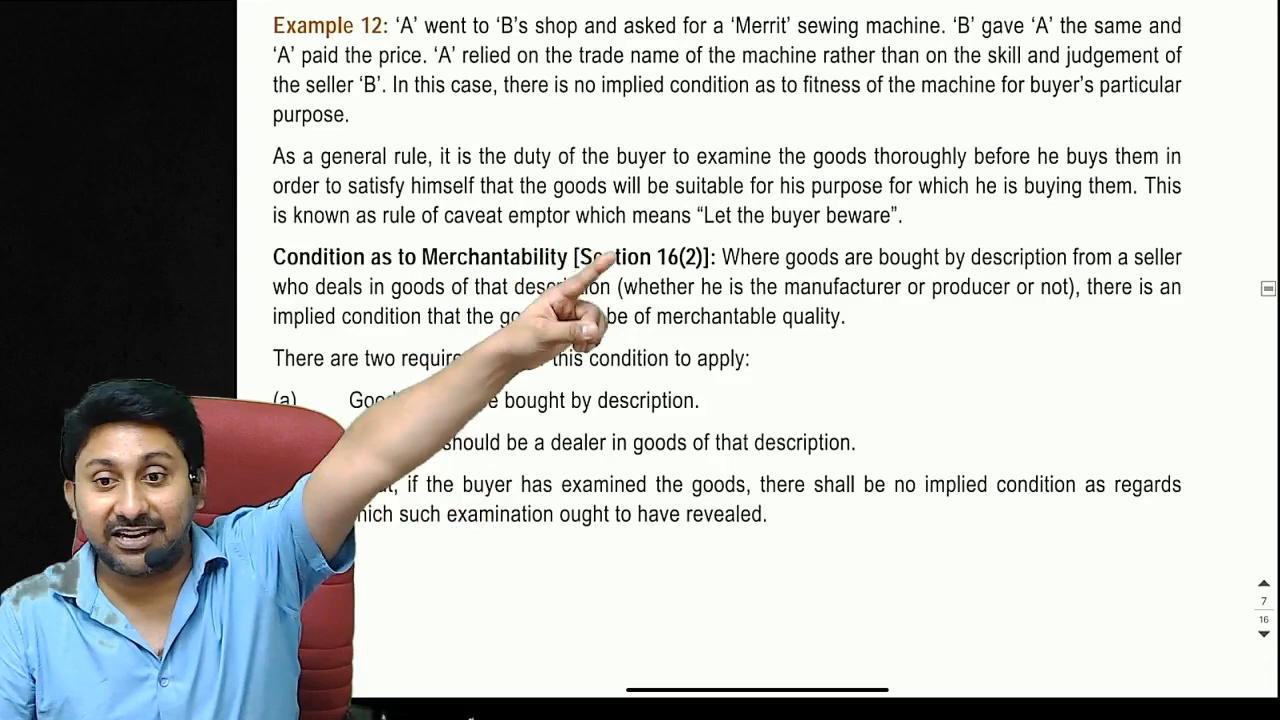 Example 12: ‘A’ went to ‘B’s shop and asked for a ‘Merrit’ sewing machine. ‘B’ gave ‘A’ the same and
‘A’ paid the price. ‘A’ relied on the trade name of the machine rather than on the skill and judgement of
the seller ‘B’. In this case, there is no implied condition as to fitness of the machine for buyer’s particular
purpose.
As a general rule, it is the duty of the buyer to examine the goods thoroughly before he buys them in
order to satisfy himself that the goods will be suitable for his purpose for which he is buying them. This
is known as rule of caveat emptor which means “Let the buyer beware”.
Condition as to Merchantability [Section 16(2)]: Where goods are bought by description from a seller
who deals in goods of that description (whether he is the manufacturer or producer or not), there is an
implied condition that the be of merchantable quality.
There are two this condition to apply:
(a) bought by description.
should be a dealer in goods of that description.
if the buyer has examined the goods, there shall be no implied condition as regards
such examination ought to have revealed.
7
16